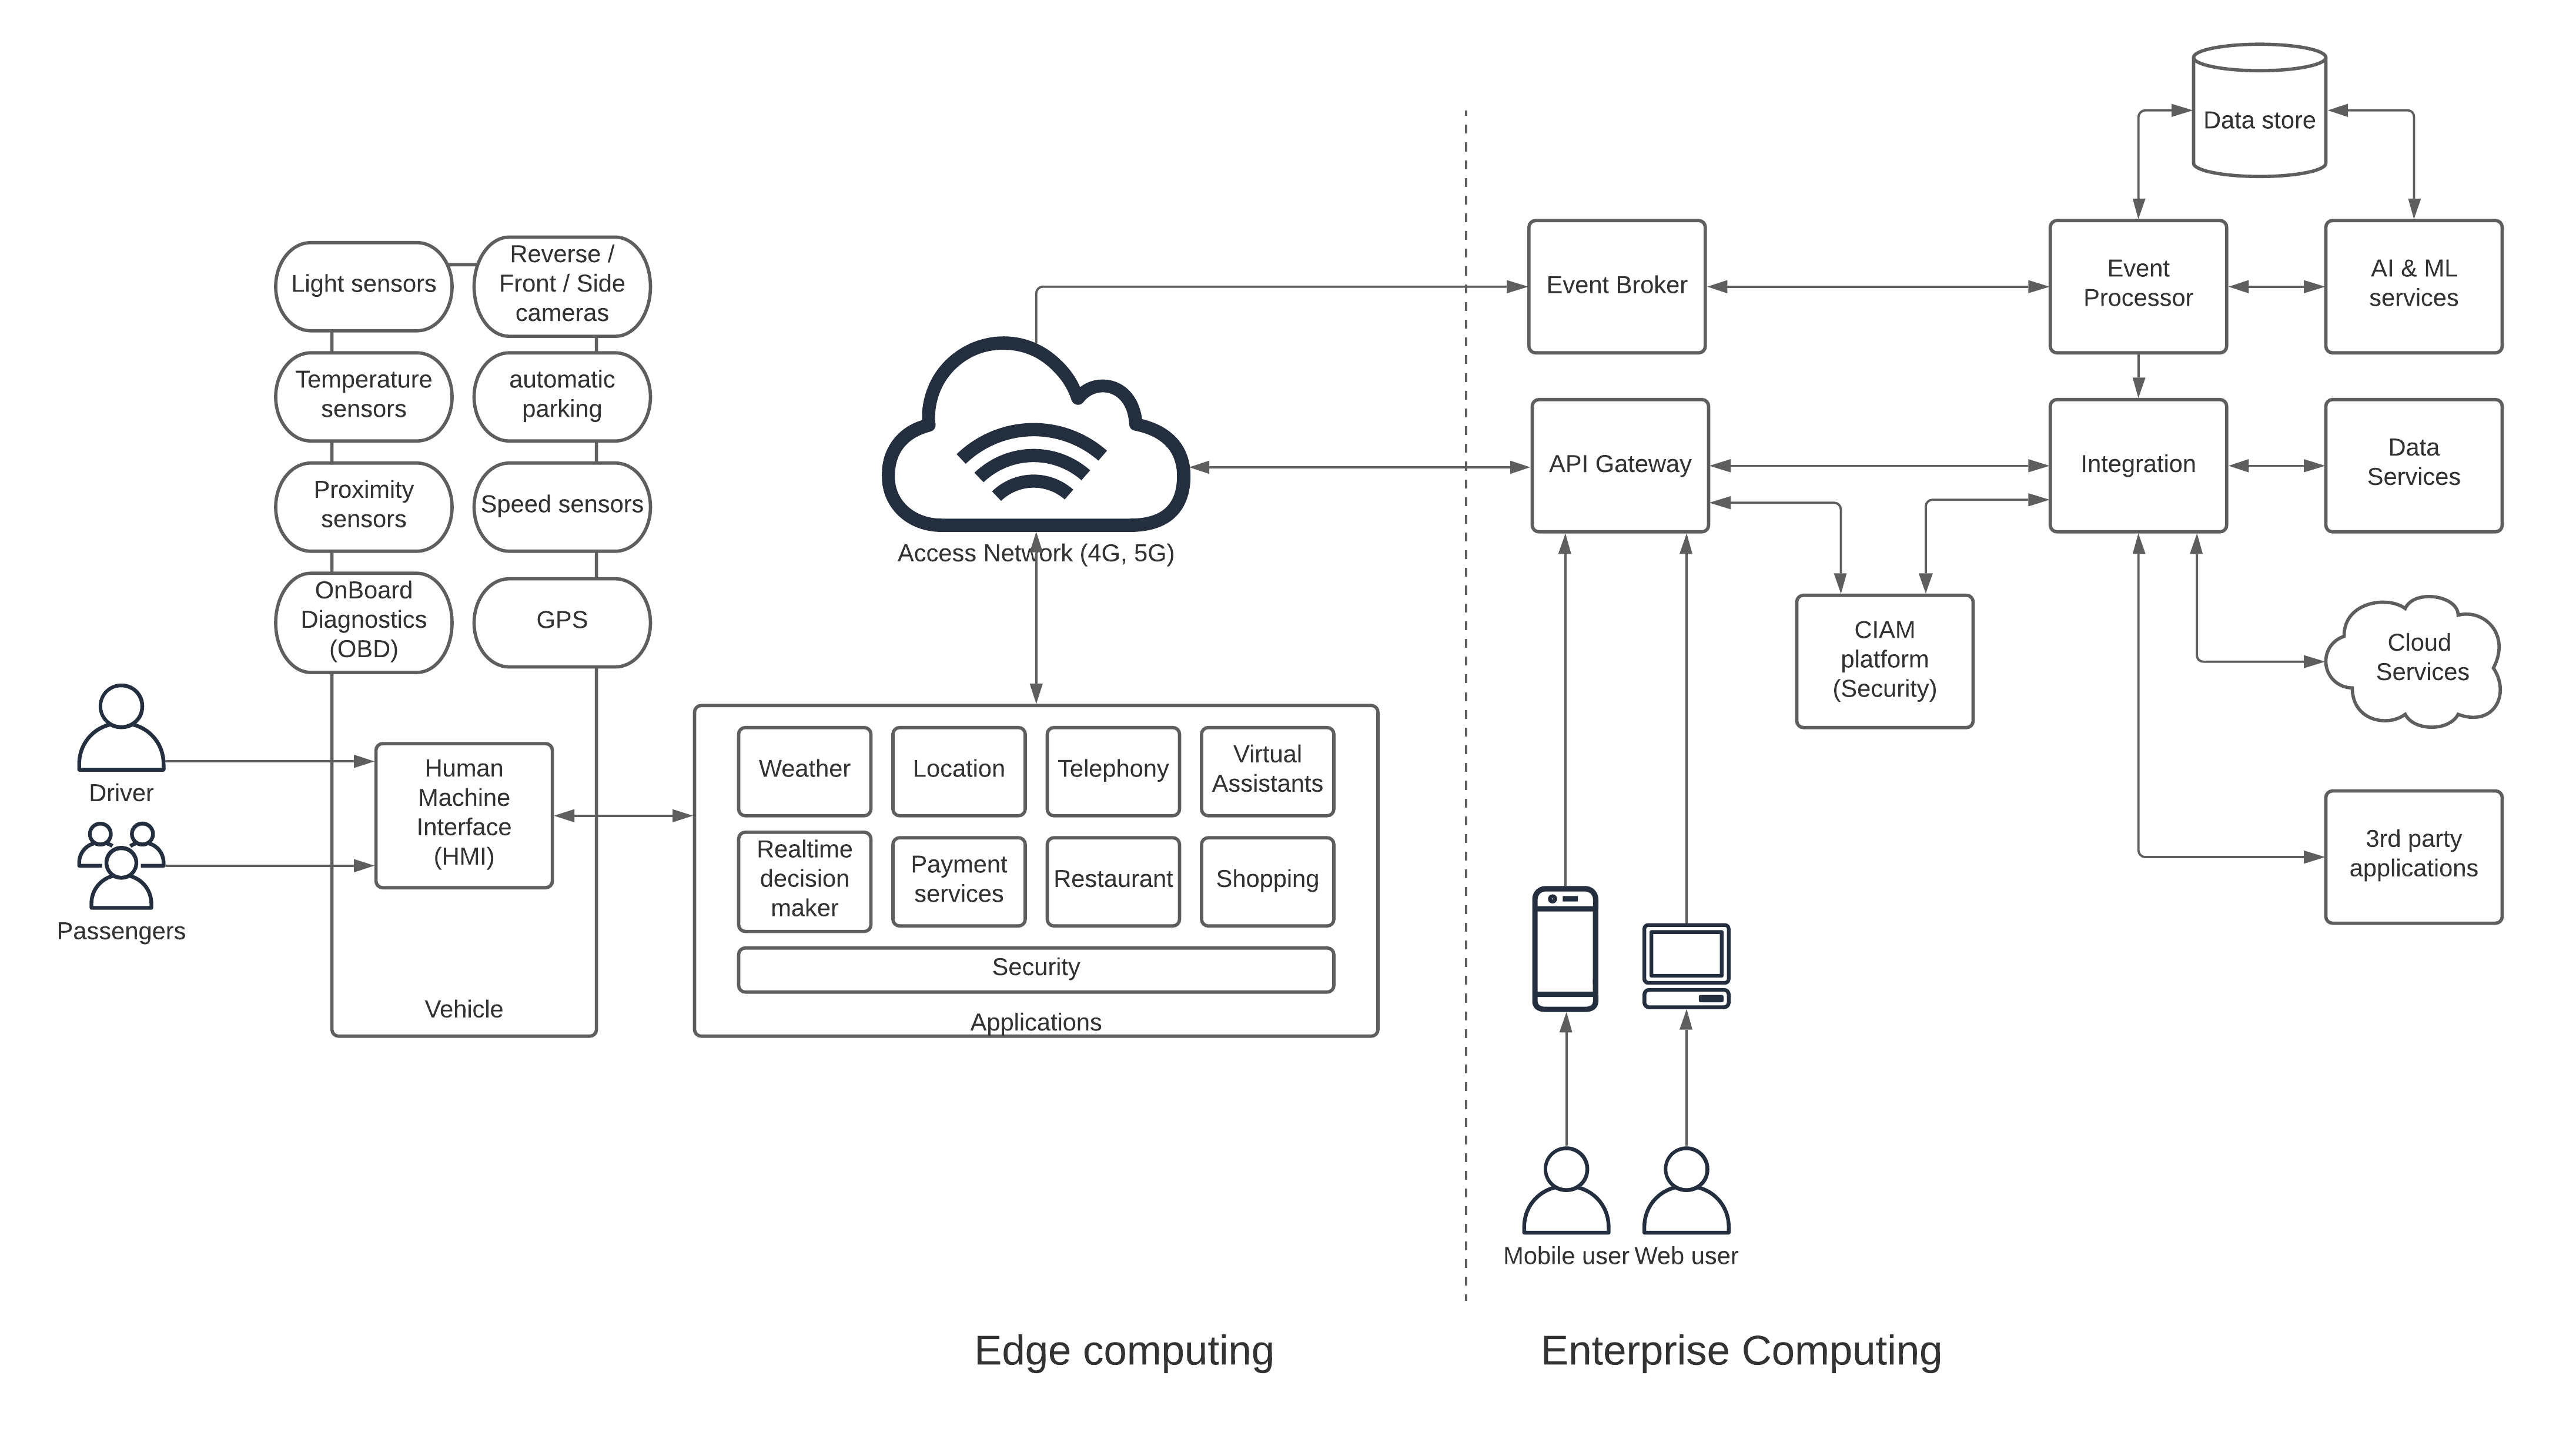 Data store
Light sensors
Reverse /
Front / Side
cameras
Event Broker
Event
Processor
AI & ML
services
Temperature
sensors
automatic
parking
Proximity
sensors
Speed sensors
API Gateway
Integration
Data
Services
Access Network (4G, 5G)
OnBoard
Diagnostics
(OBD)
GPS
CIAM
platform
(Security)
Cloud
Services
Driver
Passengers
Human
Machine
Interface
(HMI)
Vehicle
Weather
Location
Telephony
Virtual
Assistants
Realtime
decision
maker
Payment
services
Restaurant
Shopping
Security
Applications
3rd party
applications
Mobile user
Web user
Edge computing
Enterprise Computing